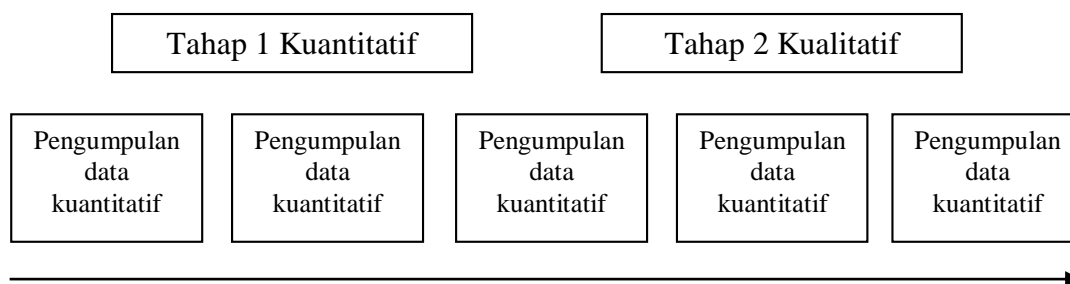 Tahap 1 Kuantitatif
Tahap 2 Kualitatif
Pengumpulan
data
kuantitatif
Pengumpulan
data
kuantitatif
Pengumpulan
data
kuantitatif
Pengumpulan
data
kuantitatif
Pengumpulan
data
kuantitatif